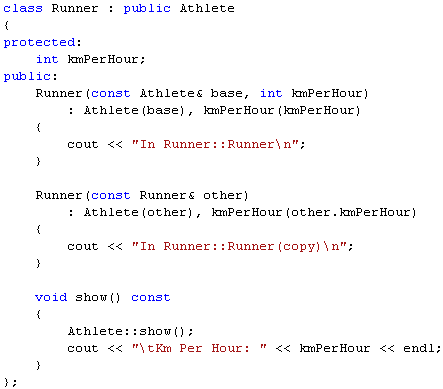 class Runner : public Athlete
{
protected:
    int kmPerHour;
public:
    Runner(const Athlete& base, int kmPerHour)
        : Athlete(base), kmPerHour(kmPerHour)
    {
        cout << "In Runner::Runner\n";
    }

    Runner(const Runner& other)
        : Athlete(other), kmPerHour(other.kmPerHour)
    {
        cout << "In Runner::Runner(copy)\n";
    }

    void show() const
    {
        Athlete::show();
        cout << "\tKm Per Hour: " << kmPerHour << endl;
    }
};